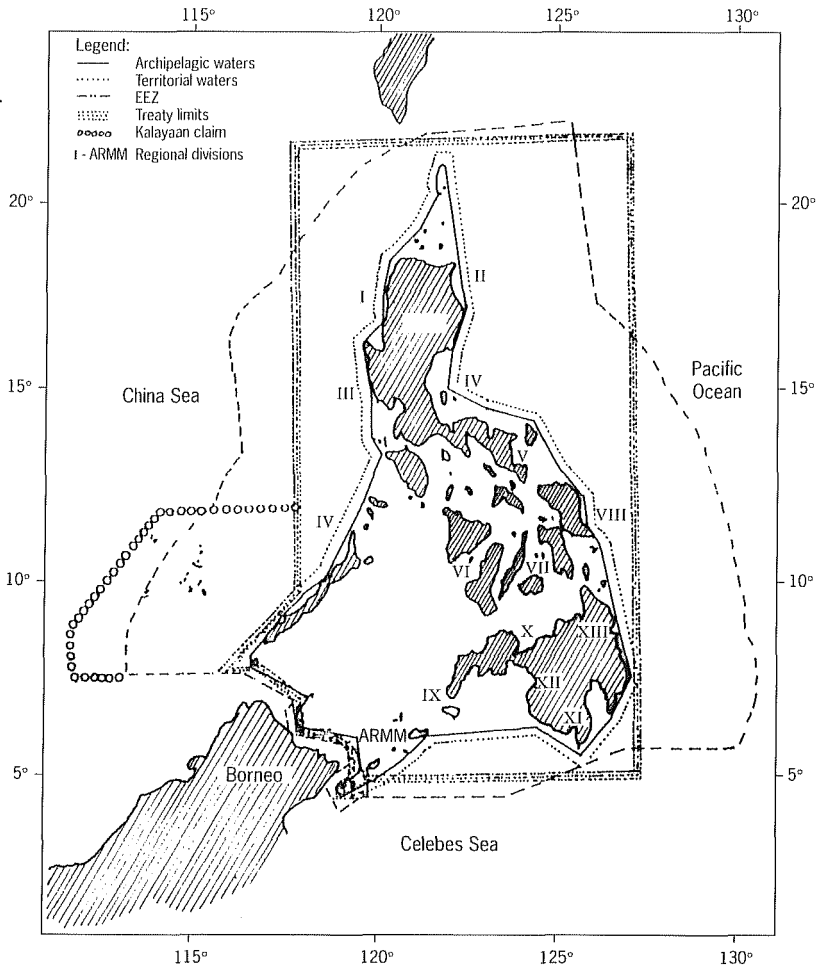 115° 120° 125° 130°
Legend:
Archipelagic waters
Territorial waters
EEZ
Treaty limits
Kalayaan claim
I - ARMM Regional divisions
20° 20°
II
I
China Sea
Pacific
Ocean
15° 15°
IV
III
V
IV
VIII
10° 10°
VI
VII
X
XIII
XII
IX
XI
ARMM
Borneo
5° 5°
Celebes Sea
115° 120° 125° 130°